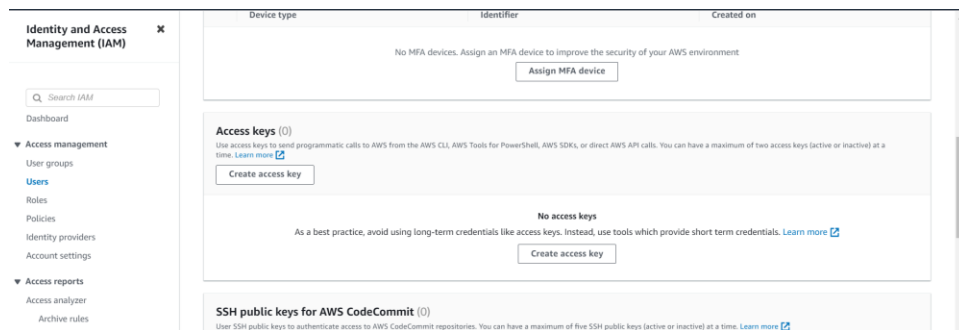 Identity and Access
Management (IAM)
Search IAM
Dashboard
Access management
User groups
Users
Roles
Policies
Identity providers
Account settings
Access reports
Access analyzer
Archive rules
Device type Identifier Created on
No MFA devices. Assign an MFA device to improve the security of your AWS environment
Assign MFA device
Access keys (0)
Use access keys to send programmatic calls to AWS from the AWS CLI, AWS Tools for PowerShell, AWS SDKs, or direct AWS API calls. You can have a maximum of two access keys (active or inactive) at a
time. Learn more
Create access key
No access keys
As a best practice, avoid using long-term credentials like access keys. Instead, use tools which provide short term credentials. Learn more
Create access key
SSH public keys for AWS CodeCommit (0)
User SSH public keys to authenticate access to AWS CodeCommit repositories. You can have a maximum of five SSH public keys (active or inactive) at a time. Learn more